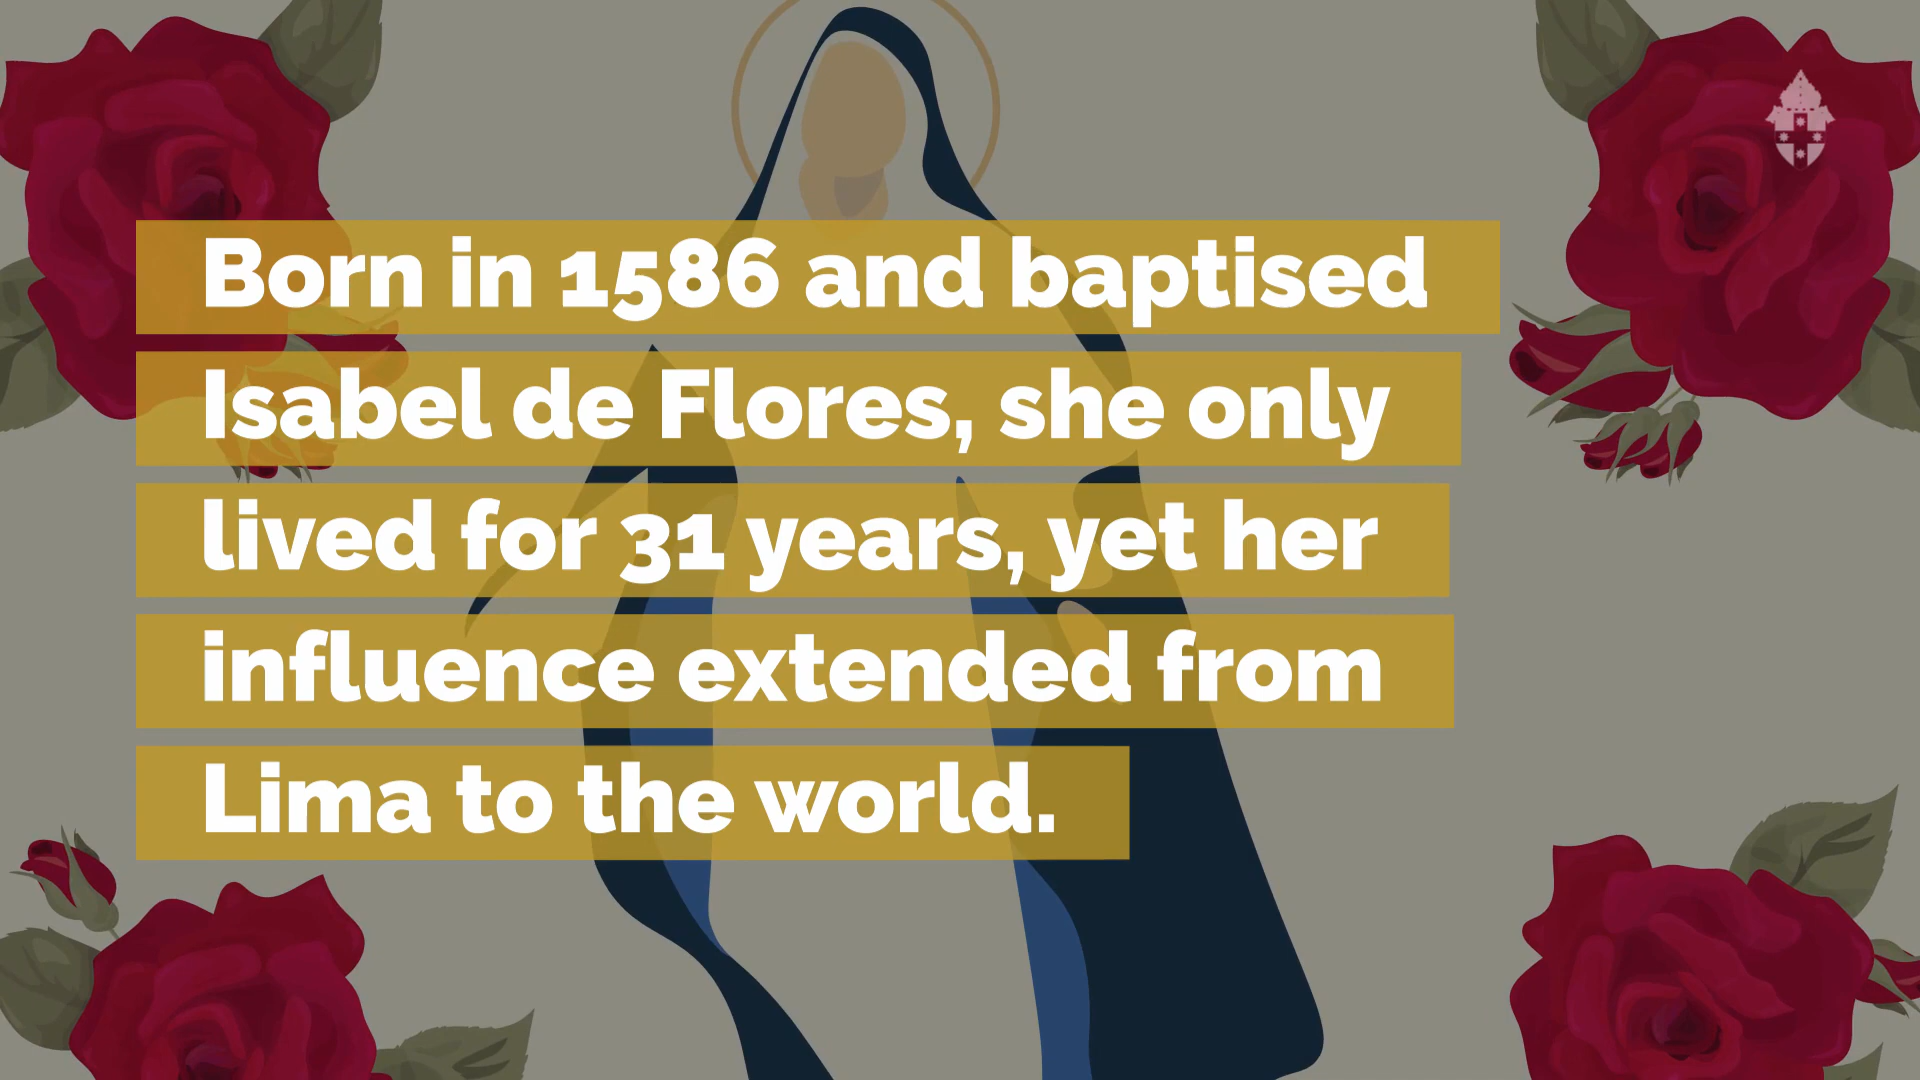 Born in 1586 and baptised
Isabel de Flores, she only
lived for 31 years, yet her
influence extended from
Lima to the world.